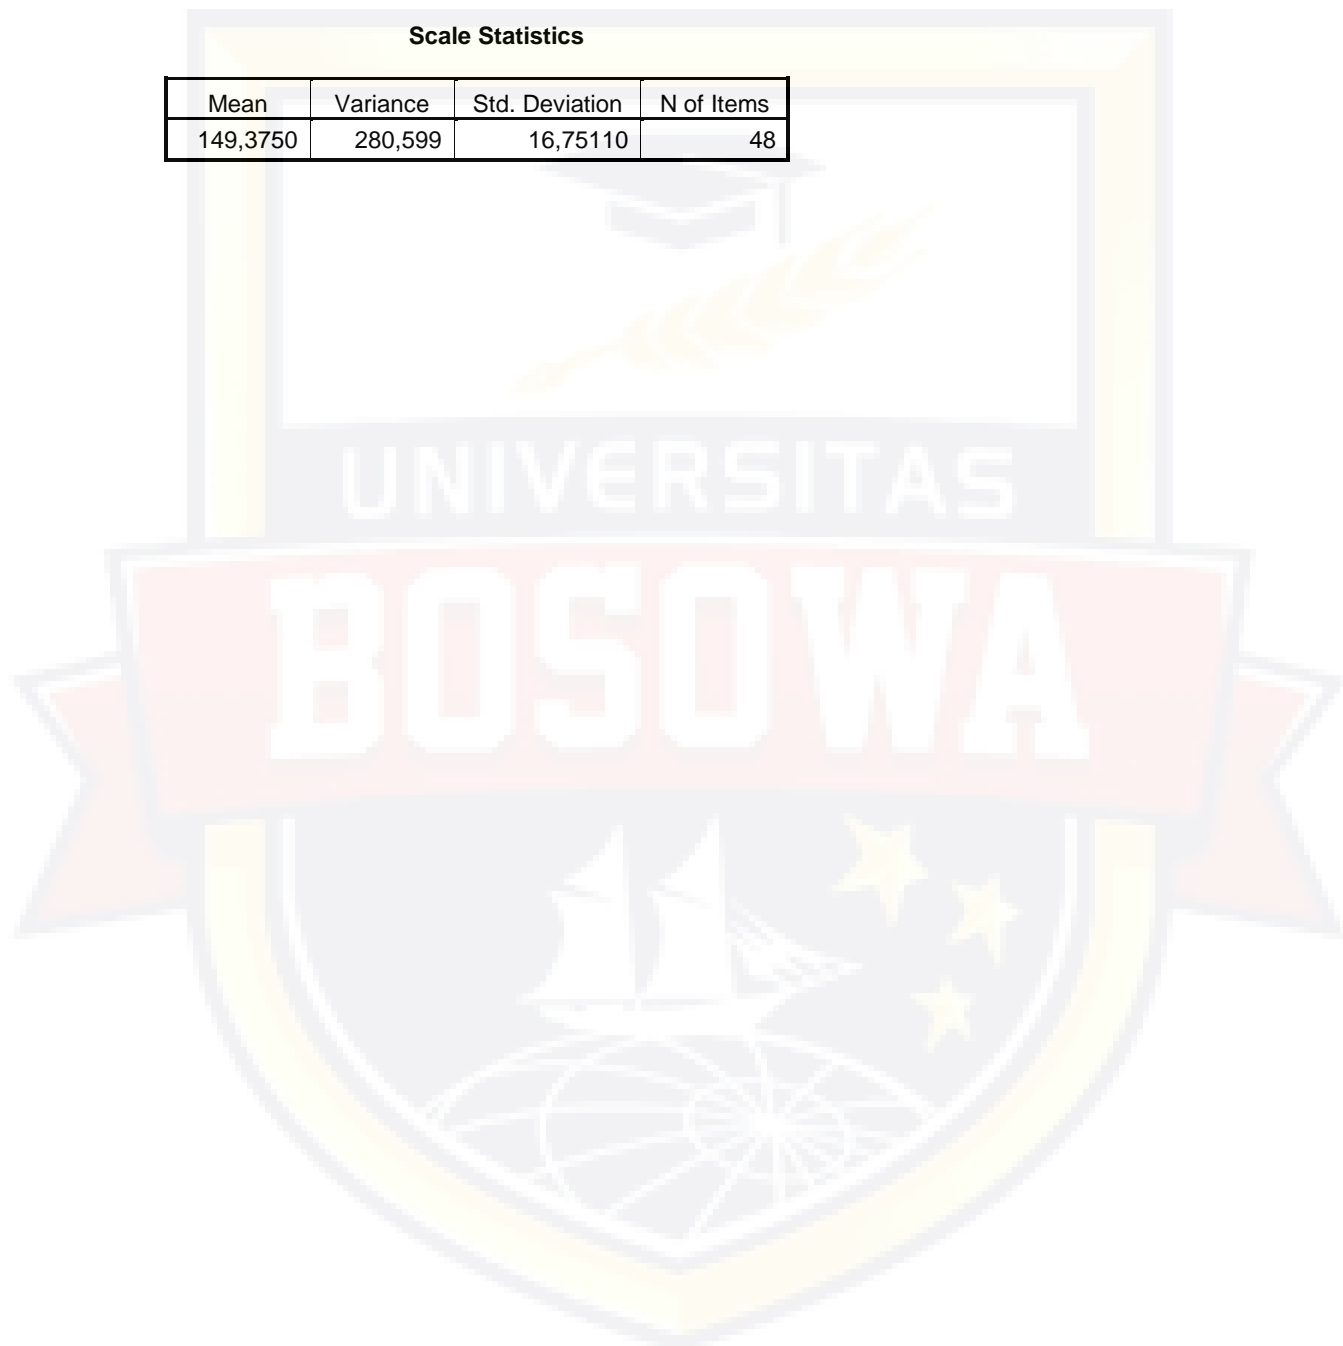 Scale Statistics
Mean Variance Std. Deviation N of Items
149,3750 280,599 16,75110 48
UNIVERSITAS
BOSOWA